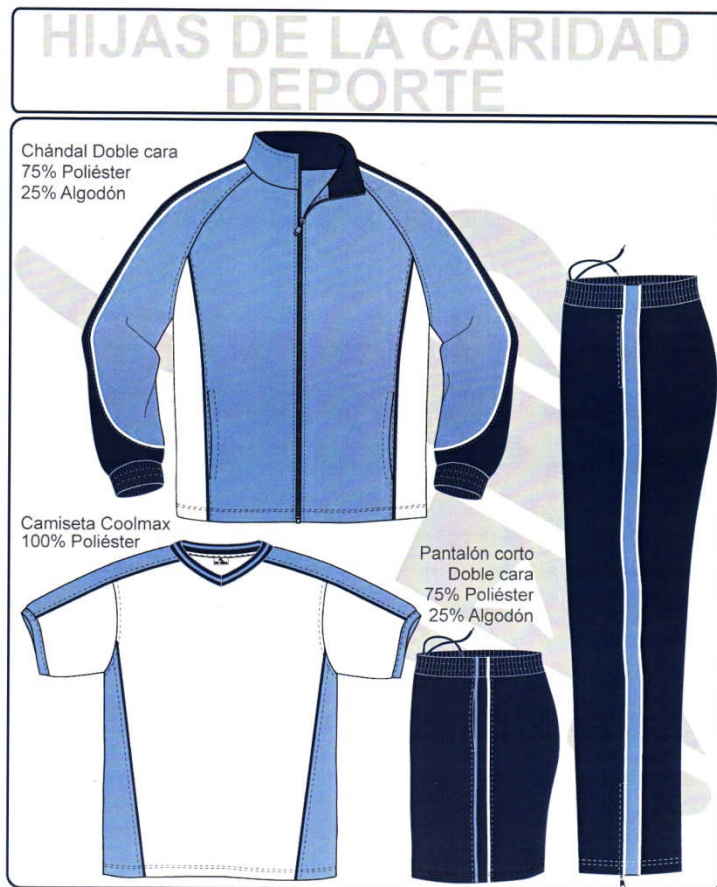 HIJAS DE LA CARIDAD
DEPORTE
Chándal Doble cara
75% Poliéster
25% Algodón
Camiseta Coolmax
100% Poliéster
Pantalón corto
Doble cara
75% Poliéster
25% Algodón